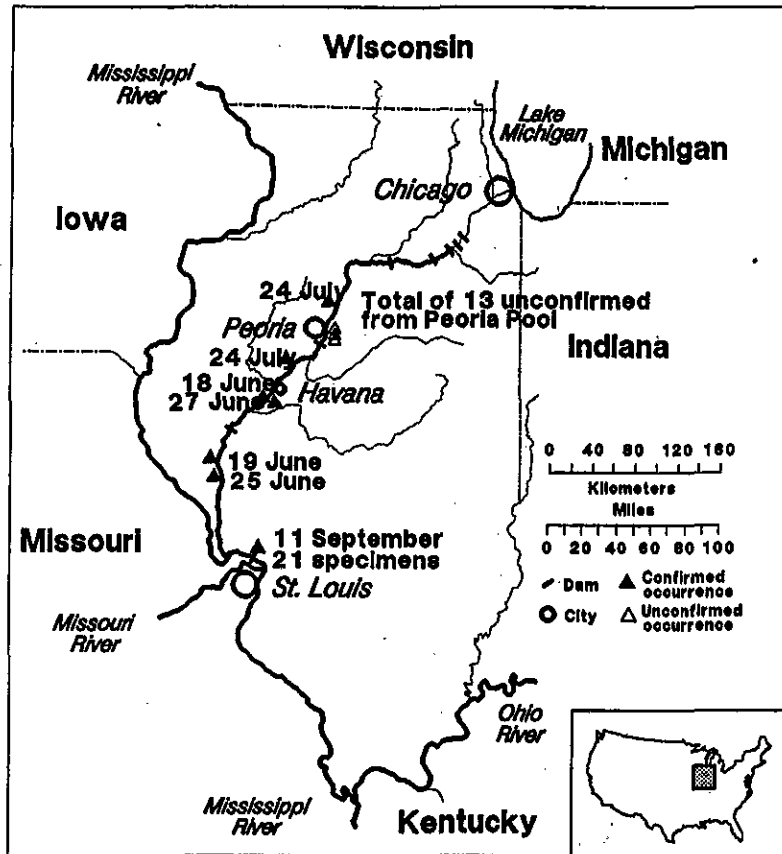 Wisconsin
Mississippi
River
Lake
Michigan
Michigan
Chicago
Iowa
24 July
Total of 13 unconfirmed
from Peoria Pool
Peoria
Indiana
24 July
18 June
27 June
Havana
19 June
25 June
0 40 80 120 160
Kilometers
Miles
0 20 40 60 80 100
Missouri
11 September
21 specimens
St. Louis
Dam
Confirmed
occurrence
City
Unconfirmed
occurrence
Missouri
River
Ohio
River
Mississippi
River
Kentucky